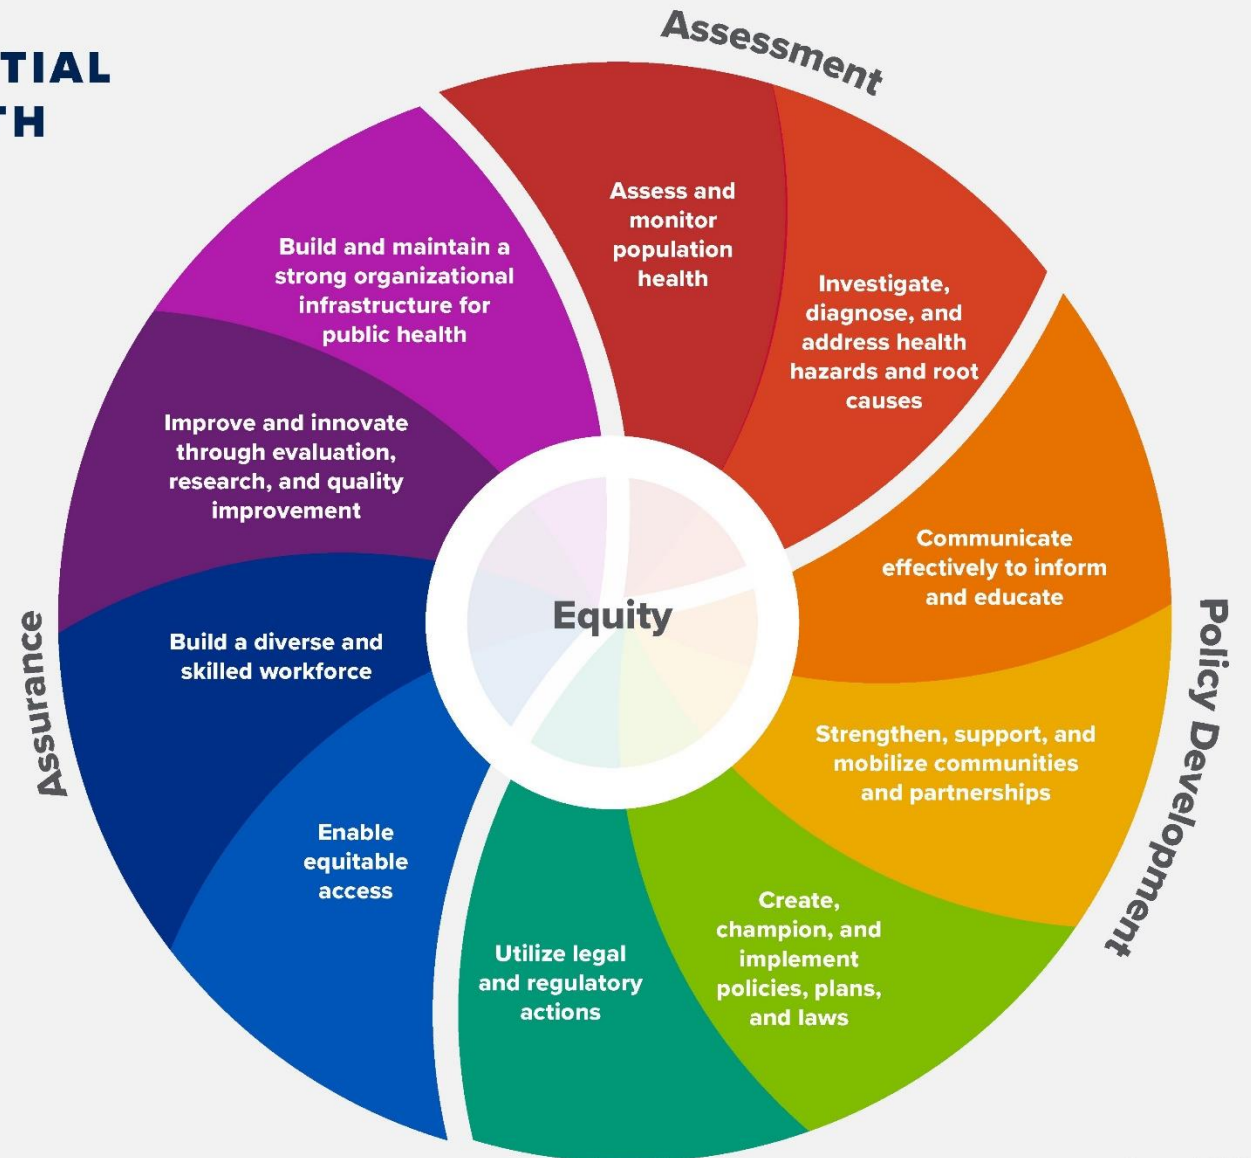 TIAL
TH
Assessment
Assess and
monitor
population
health
Investigate,
diagnose, and
address health
hazards and root
causes
Communicate
effectively to inform
and educate
Strengthen, support, and
mobilize communities
and partnerships
Policy Development
Create,
champion, and
implement
policies, plans,
and laws
Utilize legal
and regulatory
actions
Enable
equitable
access
Build a diverse and
skilled workforce
Assurance
Improve and innovate
through evaluation,
research, and quality
improvement
Build and maintain a
strong organizational
infrastructure for
public health
Equity